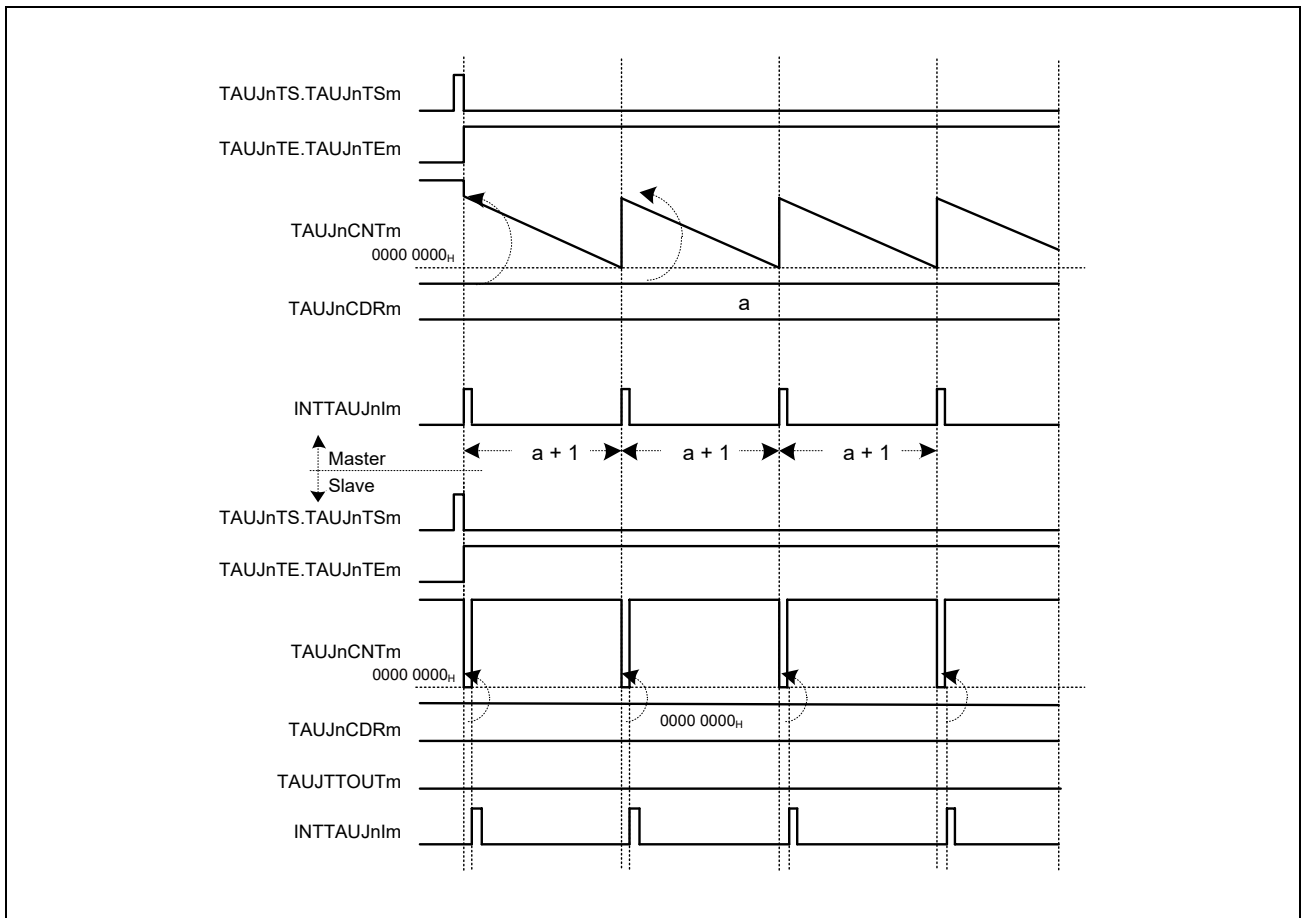 TAUJnTS.TAUJnTSm
TAUJnTE.TAUJnTEm
TAUJnCNTm
0000 0000H
TAUJnCDRm
a
INTTAUJnIm
a + 1 a + 1 a + 1
Master
Slave
TAUJnTS.TAUJnTSm
TAUJnTE.TAUJnTEm
TAUJnCNTm
0000 0000H
0000 0000H
TAUJnCDRm
TAUJTTOUTm
INTTAUJnIm